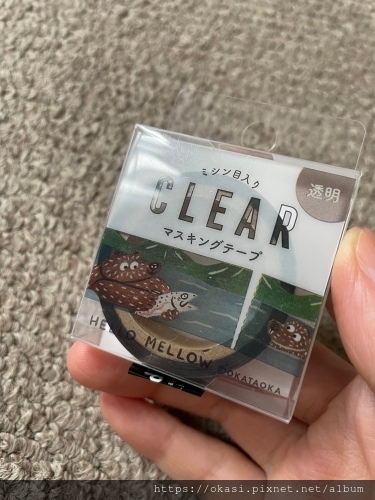 ミシン目入り
透明
CLEAR
マスキングテープ
HELLO MELLOW
https://okasi.pixnet.net/album